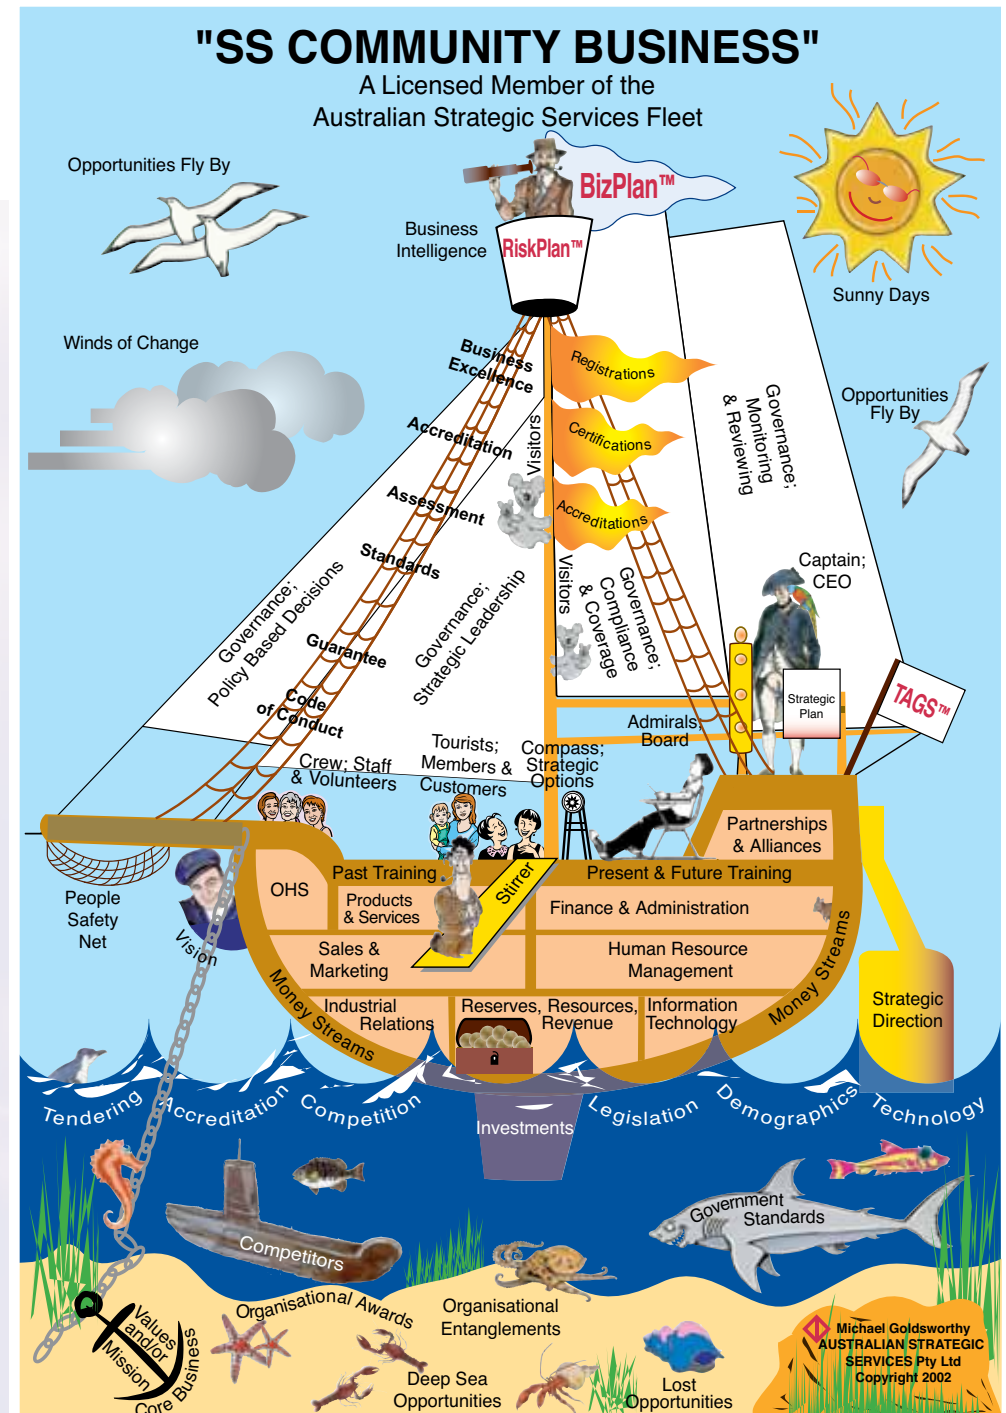 "SS COMMUNITY BUSINESS"
A Licensed Member of the
Australian Strategic Services Fleet
Opportunities Fly By
BizPlan™
Business
Intelligence
RiskPlan™
Sunny Days
Winds of Change
Business
Excellence
Registrations
Opportunities
Fly By
Governance;
Monitoring
& Reviewing
Accreditation
Visitors
Certifications
Assessment
Accreditations
Standards
Visitors
Governance;
Compliance
& Coverage
Captain;
CEO
Governance;
Policy Based Decisions
Governance;
Strategic Leadership
Guarantee
Code
of Conduct
Strategic
Plan
TAGS™
Admirals;
Board
Crew; Staff
& Volunteers
Tourists;
Members &
Customers
Compass;
Strategic
Options
Partnerships
& Alliances
People
Safety
Net
Vision
OHS
Past Training
Stirrer
Present & Future Training
Products
& Services
Finance & Administration
Sales &
Marketing
Human Resource
Management
Money Streams
Money Streams
Industrial
Relations
Reserves, Resources,
Revenue
Information
Technology
Strategic
Direction
Tendering
Accreditation
Competition
Investments
Legislation
Demographics
Technology
Competitors
Government
Standards
Values
and/or
Mission
Core Business
Organisational Awards
Organisational
Entanglements
Deep Sea
Opportunities
Lost
Opportunities
Michael Goldsworthy
AUSTRALIAN STRATEGIC
SERVICES Pty Ltd
Copyright 2002